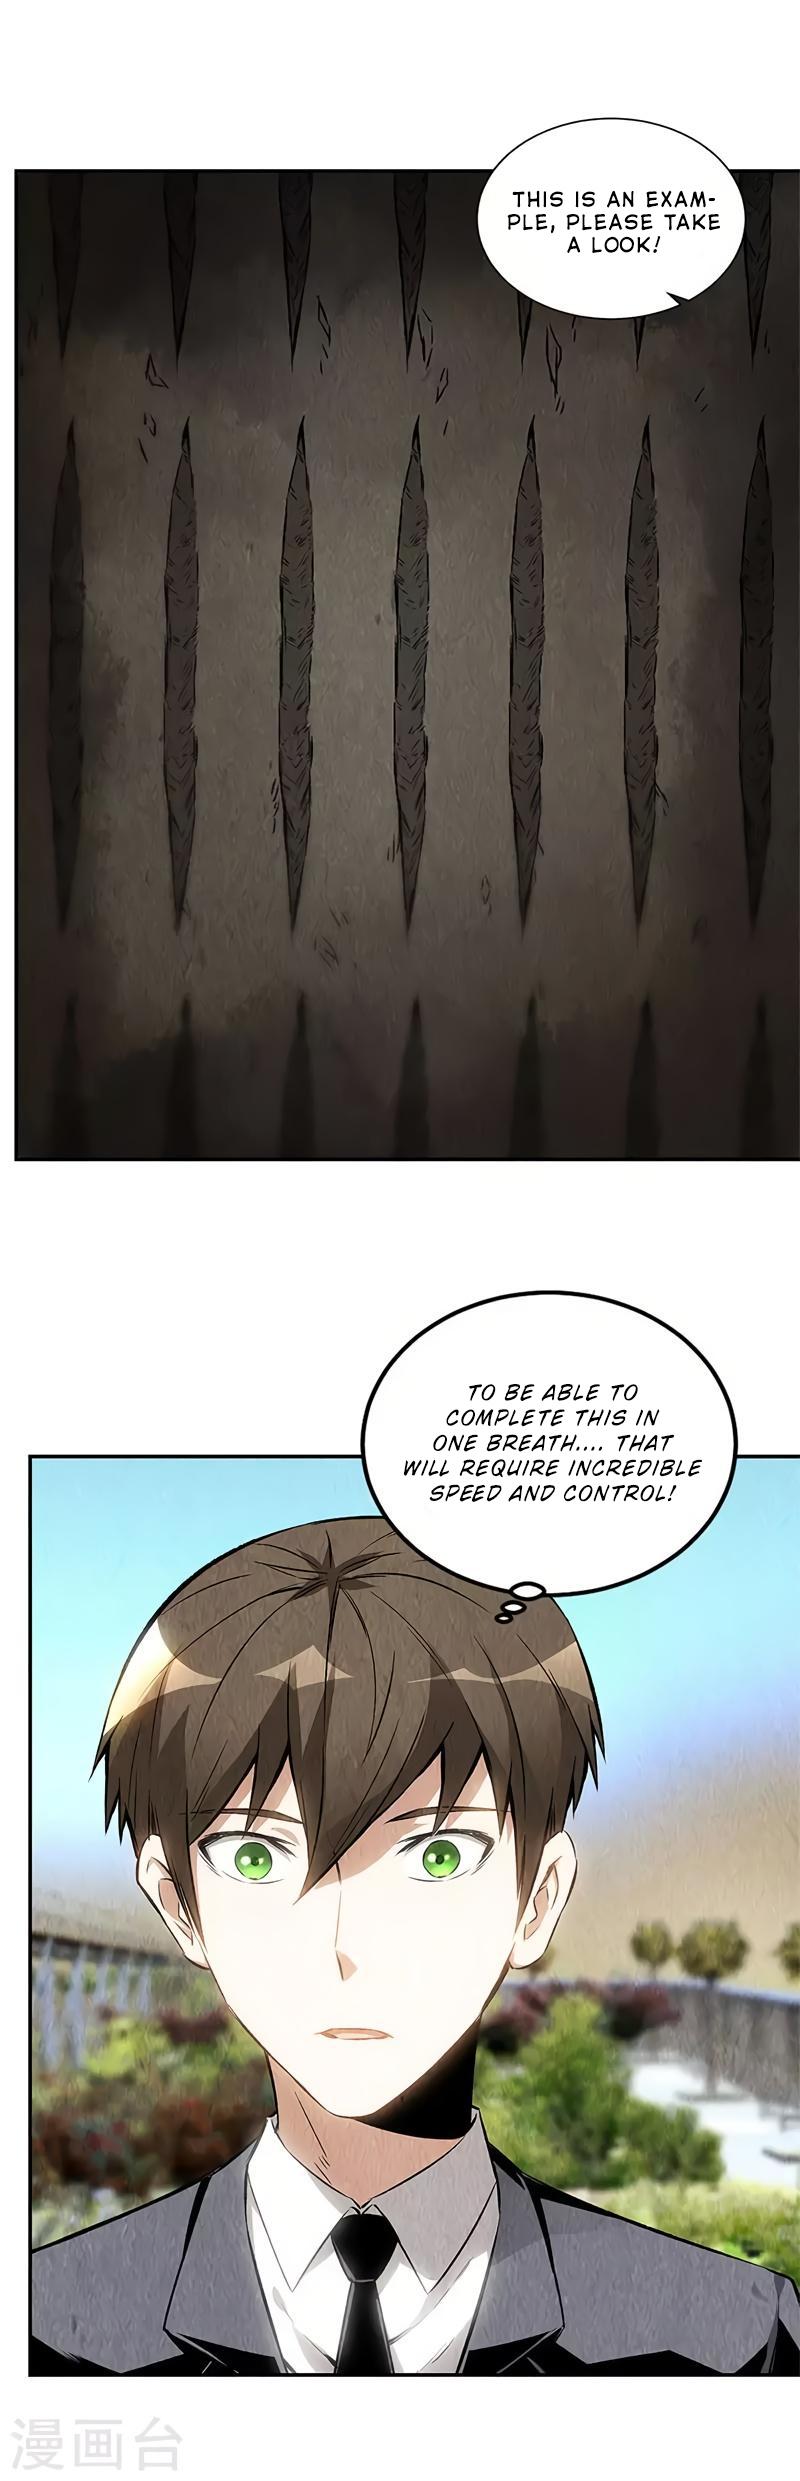 THIS IS AN EXAM-
PLE, PLEASE TAKE
A LOOK!
TO BE ABLE TO
COMPLETE THIS IN
ONE BREATH.... THAT
WILL REQUIRE INCREDIBLE
SPEED AND CONTROL!
漫画台